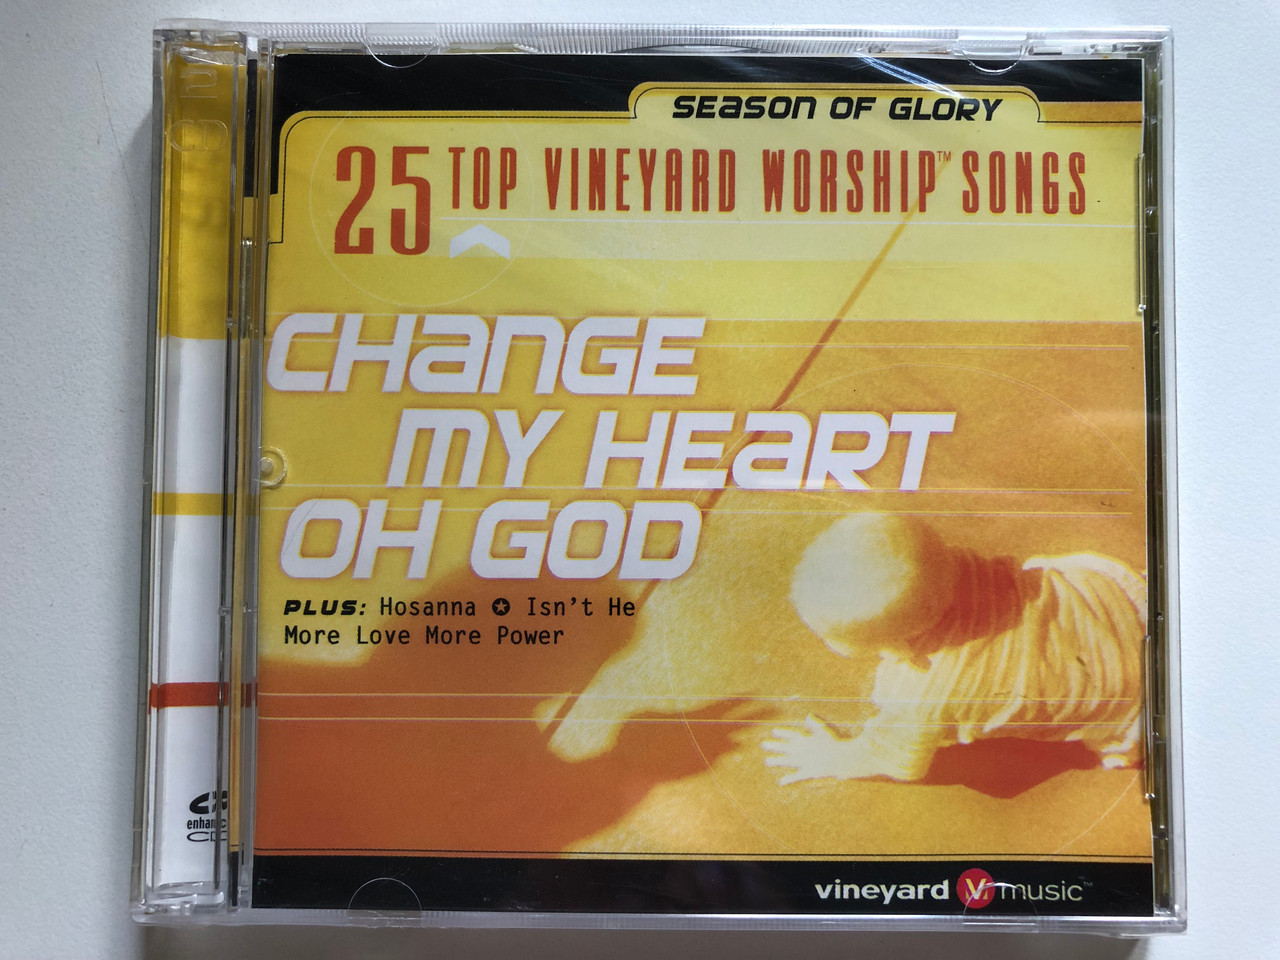 SEASON OF GLORY
25 TOP VINEYARD WORSHIP™ SONGS
CHANGE
MY HEART
OH GOD
PLUS: Hosanna ✪ Isn't He
More Love More Power
vineyard music™